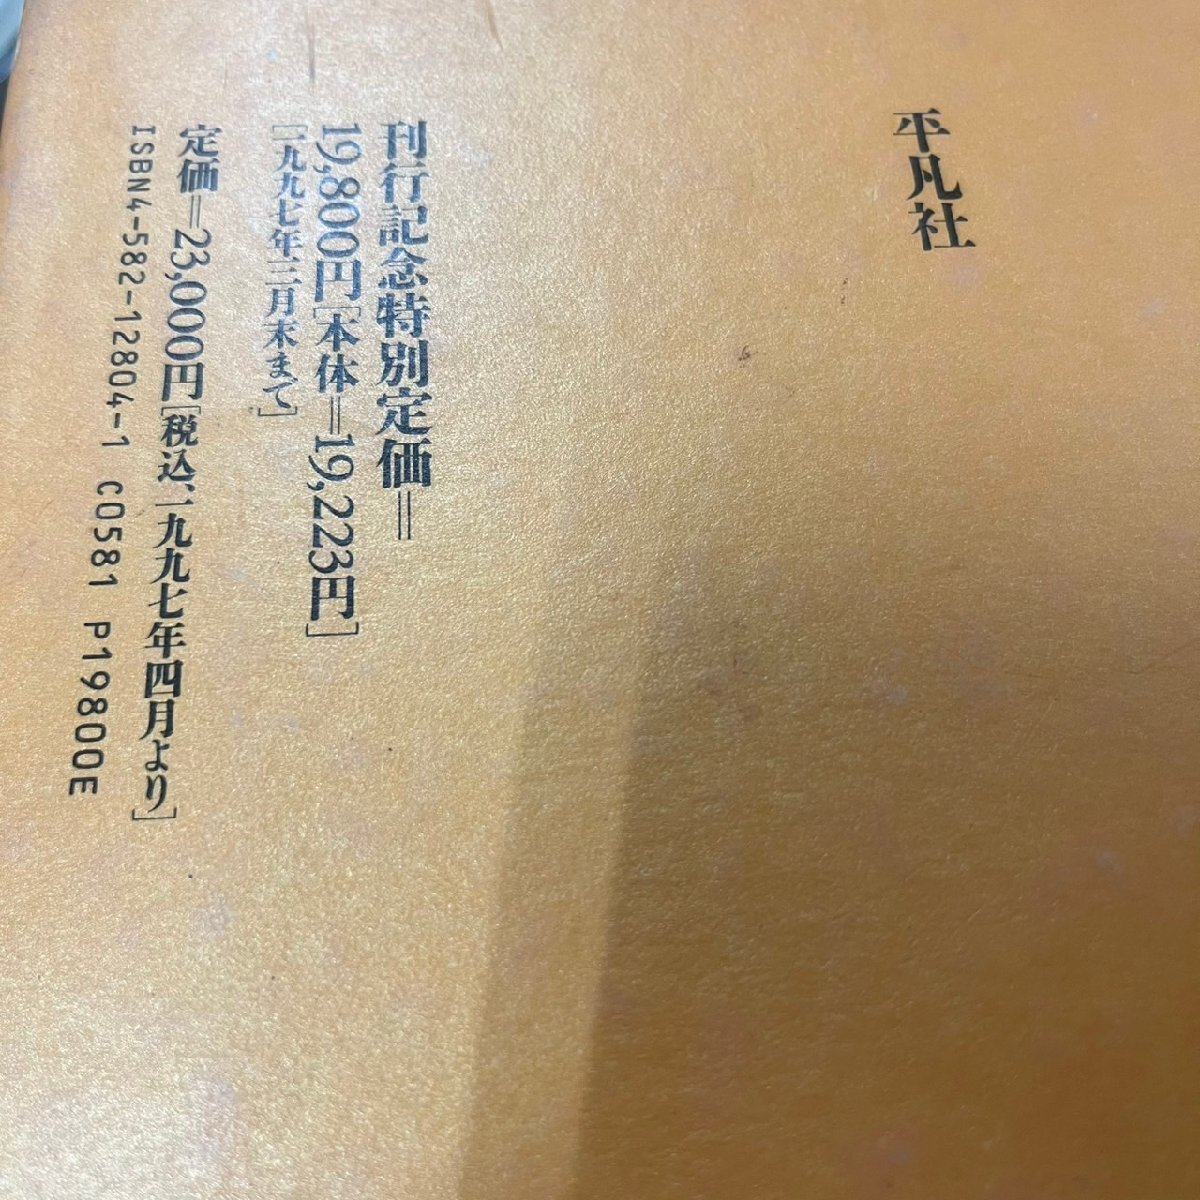 平凡社
刊行記念特別定価=
19,800円[本体=19,223円]
[一九九七年三月末まで]
定価=23,000円[税込、一九九七年四月より]
ISBN4-582-12804-1 C0581 P19800E